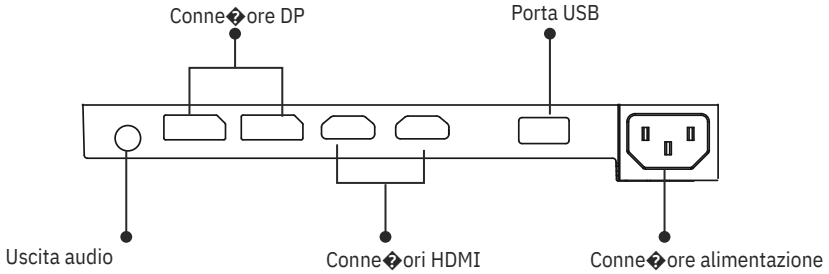 Conne�ore DP
Porta USB
Uscita audio
Conne�ori HDMI
Conne�ore alimentazione